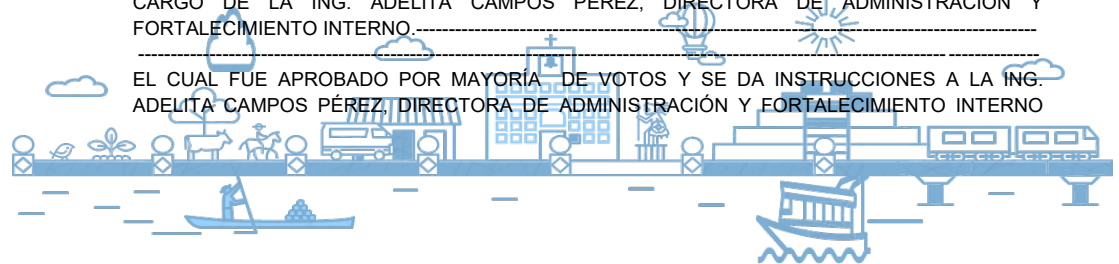 CARGO DE LA ING. ADELITA CAMPOS PÉREZ, DIRECTORA DE ADMINISTRACIÓN Y
FORTALECIMIENTO INTERNO.--------------------------------------------------------------------------------
--------------------------------------------------------------------------------------------------------------------
EL CUAL FUE APROBADO POR MAYORÍA DE VOTOS Y SE DA INSTRUCCIONES A LA ING.
ADELITA CAMPOS PÉREZ, DIRECTORA DE ADMINISTRACIÓN Y FORTALECIMIENTO INTERNO